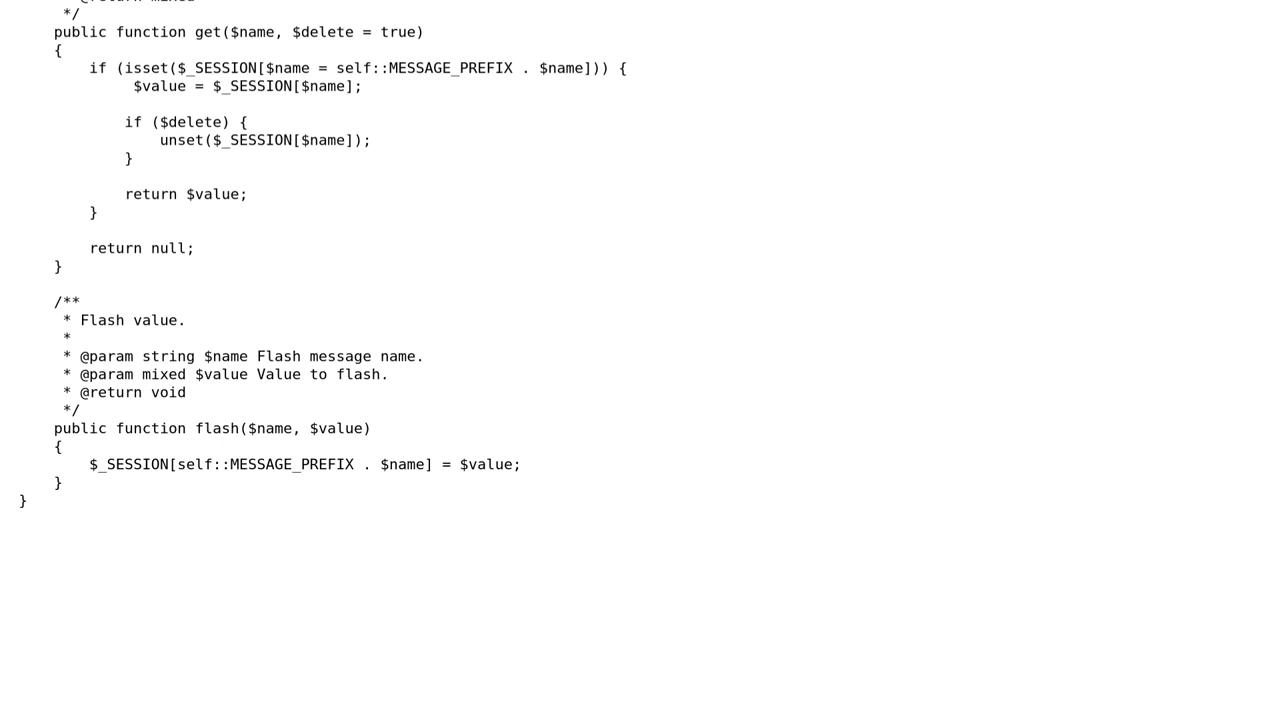 */
    public function get($name, $delete = true)
    {
        if (isset($_SESSION[$name = self::MESSAGE_PREFIX . $name])) {
             $value = $_SESSION[$name];

            if ($delete) {
                unset($_SESSION[$name]);
            }

            return $value;
        }

        return null;
    }

    /**
     * Flash value.
     *
     * @param string $name Flash message name.
     * @param mixed $value Value to flash.
     * @return void
     */
    public function flash($name, $value)
    {
        $_SESSION[self::MESSAGE_PREFIX . $name] = $value;
    }
}